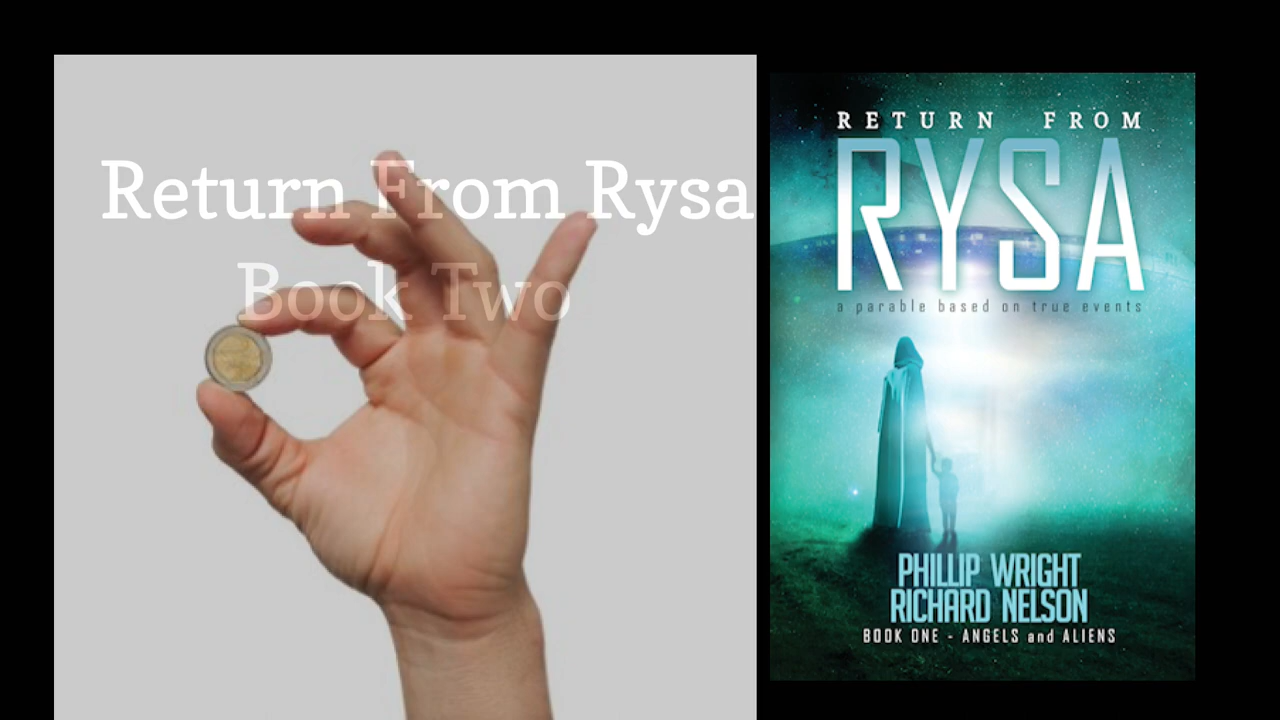 Return From Rysa
Book Two
RETURN FROM
RYSA
a parable based on true events
PHILLIP WRIGHT
RICHARD NELSON
BOOK ONE - ANGELS and ALIENS